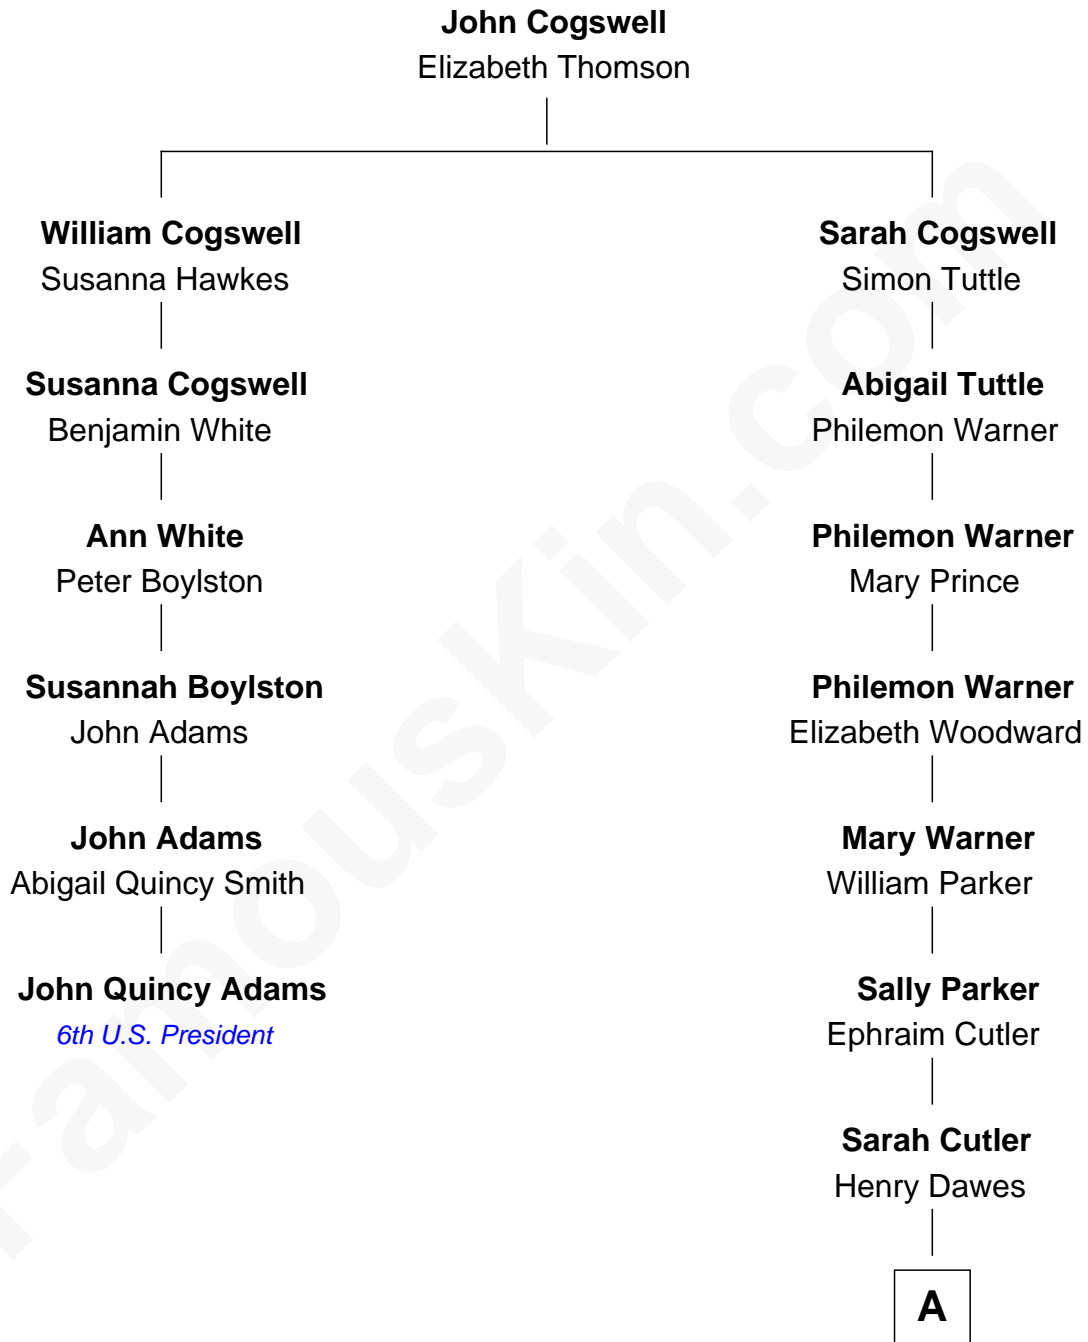 John Cogswell
Elizabeth Thomson
William Cogswell
Susanna Hawkes
Susanna Cogswell
Benjamin White
Ann White
Peter Boylston
Susannah Boylston
John Adams
John Adams
Abigail Quincy Smith
John Quincy Adams
6th U.S. President
Sarah Cogswell
Simon Tuttle
Abigail Tuttle
Philemon Warner
Philemon Warner
Mary Prince
Philemon Warner
Elizabeth Woodward
Mary Warner
William Parker
Sally Parker
Ephraim Cutler
Sarah Cutler
Henry Dawes
A
FamousKin.com